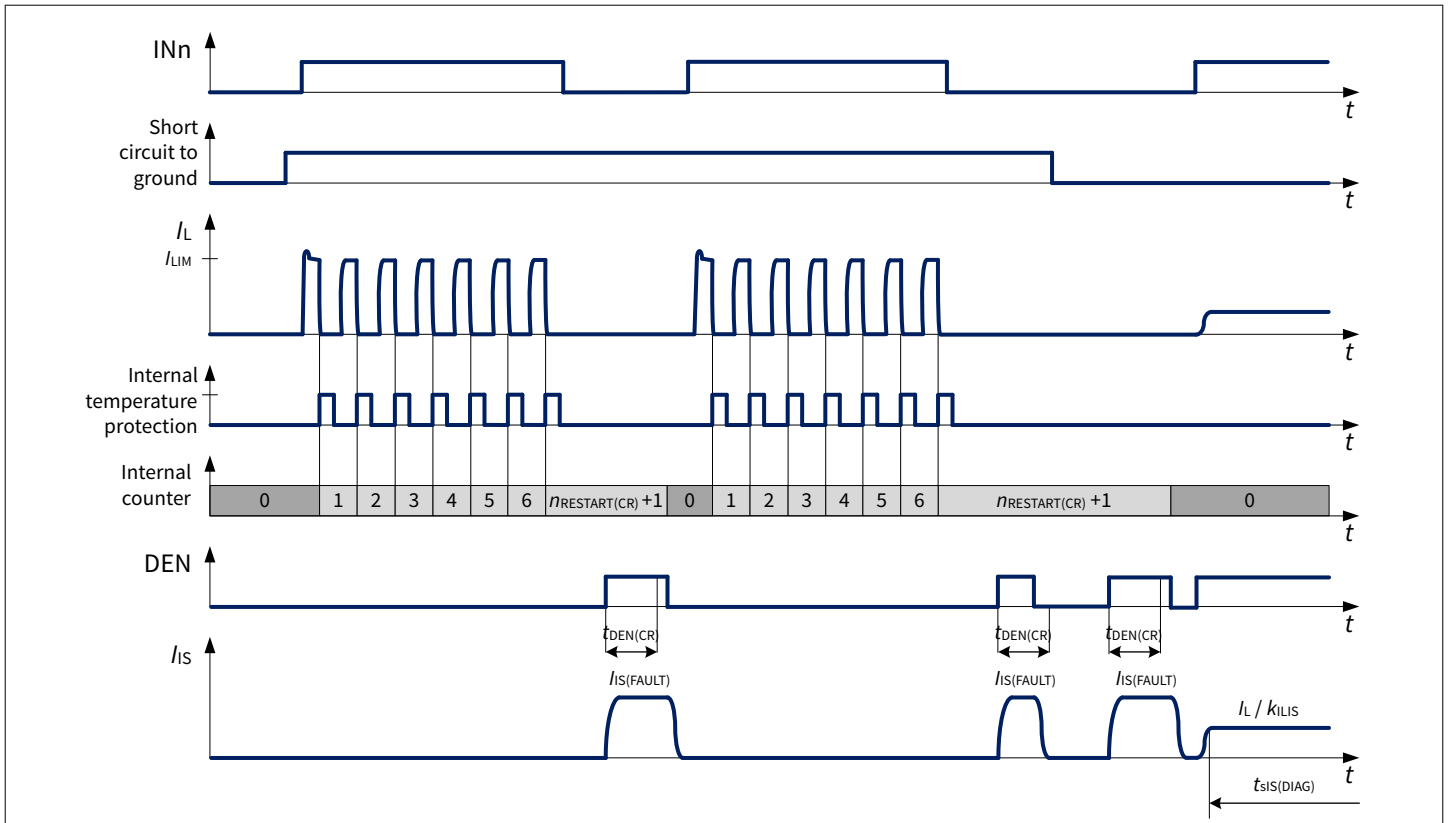 INn
t
Short
circuit to
ground
t
IL
ILIM
t
Internal
temperature
protection
t
Internal
counter
0 1 2 3 4 5 6 nRESTART(CR) +1 0 1 2 3 4 5 6 nRESTART(CR) +1 0
t
DEN
t
tDEN(CR) tDEN(CR) tDEN(CR)
IIS
IIS(FAULT) IIS(FAULT) IIS(FAULT)
IL / kILIS
t
tsIS(DIAG)